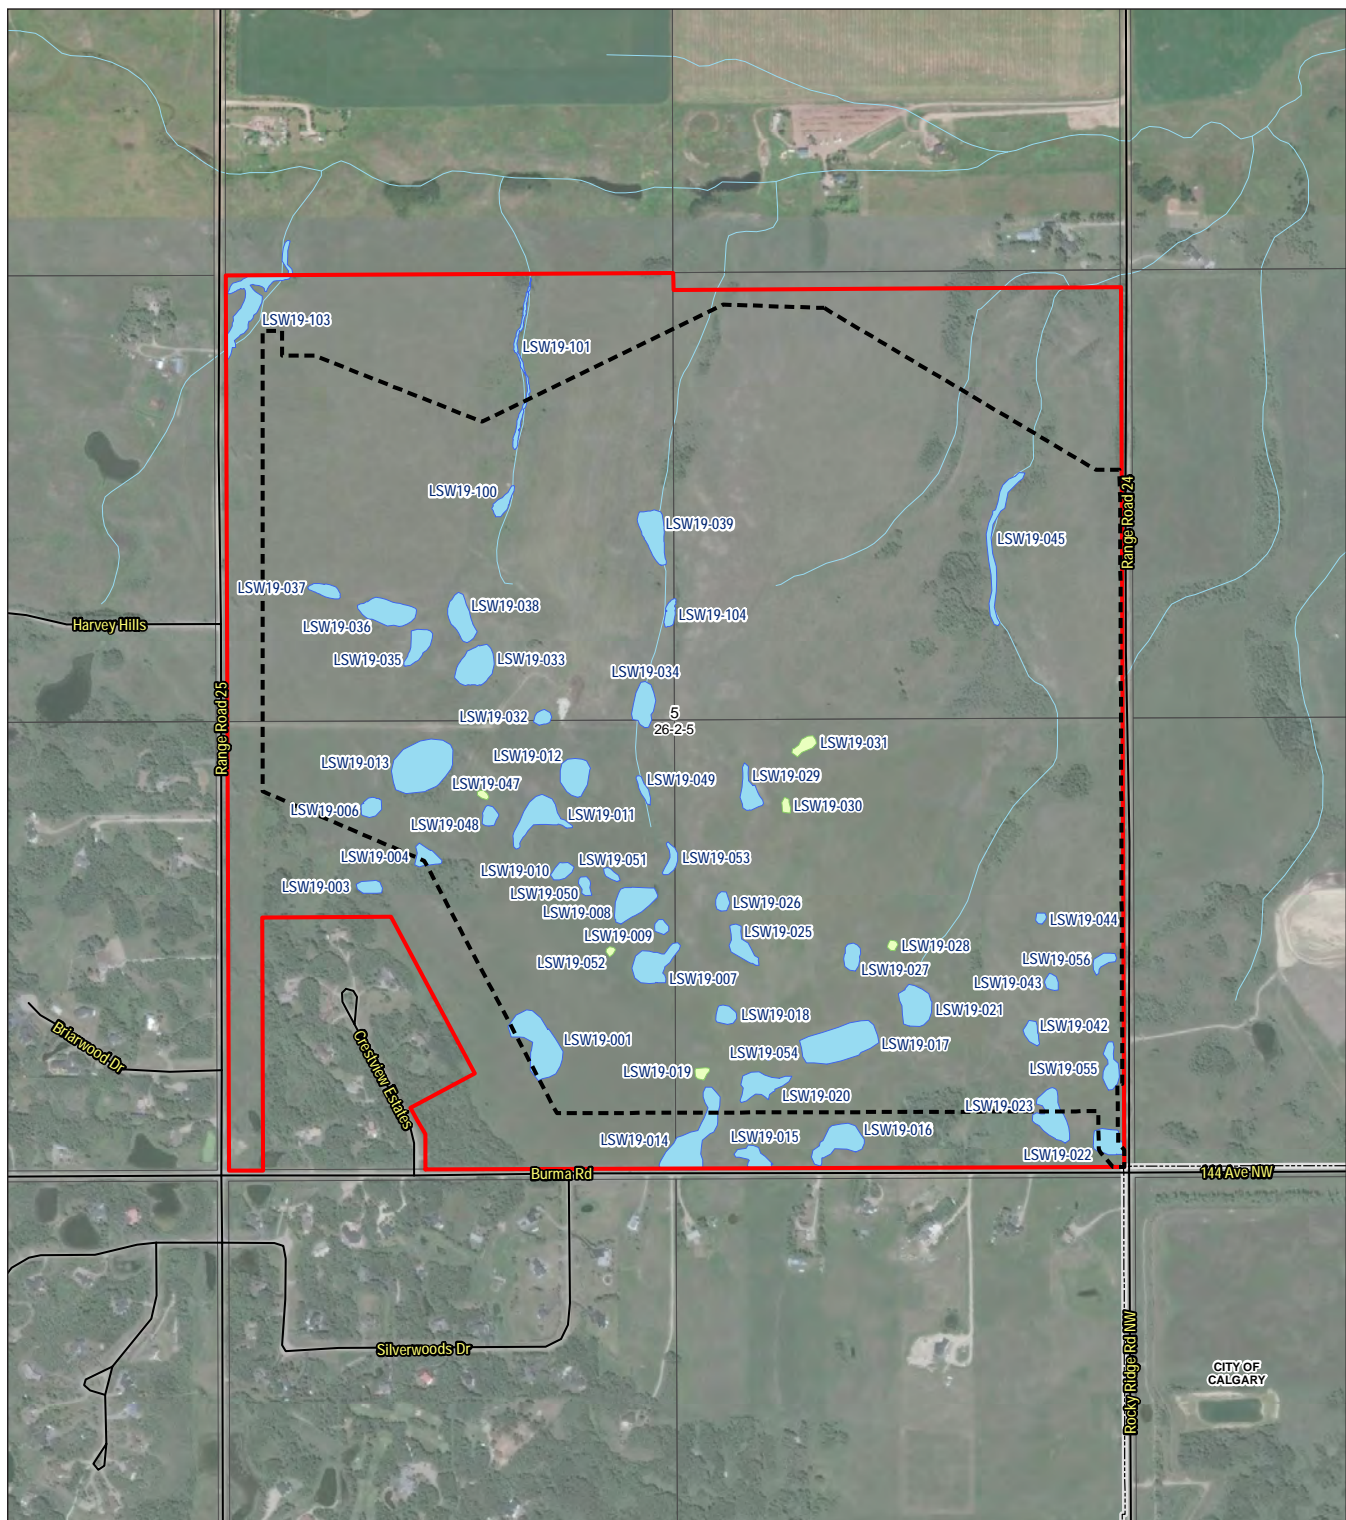 LSW19-103
LSW19-101
LSW19-100
Range Road 24
LSW19-039
LSW19-045
LSW19-037
LSW19-038
LSW19-104
Harvey Hills
LSW19-036
LSW19-035
LSW19-033
LSW19-034
Range Road 25
LSW19-032
5
26-2-5
LSW19-031
LSW19-012
LSW19-013
LSW19-029
LSW19-047
LSW19-049
LSW19-030
LSW19-006
LSW19-011
LSW19-048
LSW19-004
LSW19-051
LSW19-053
LSW19-010
LSW19-003
LSW19-050
LSW19-026
LSW19-008
LSW19-044
LSW19-009
LSW19-025
LSW19-028
LSW19-052
LSW19-056
LSW19-027
LSW19-007
LSW19-043
LSW19-021
LSW19-018
LSW19-042
Briarwood Dr
LSW19-001
LSW19-017
LSW19-054
LSW19-055
LSW19-019
Crestview Estates
LSW19-020
LSW19-023
LSW19-014
LSW19-015
LSW19-016
LSW19-022
Burma Rd
144 Ave NW
Silverwoods Dr
Rocky Ridge Rd NW
CITY OF
CALGARY